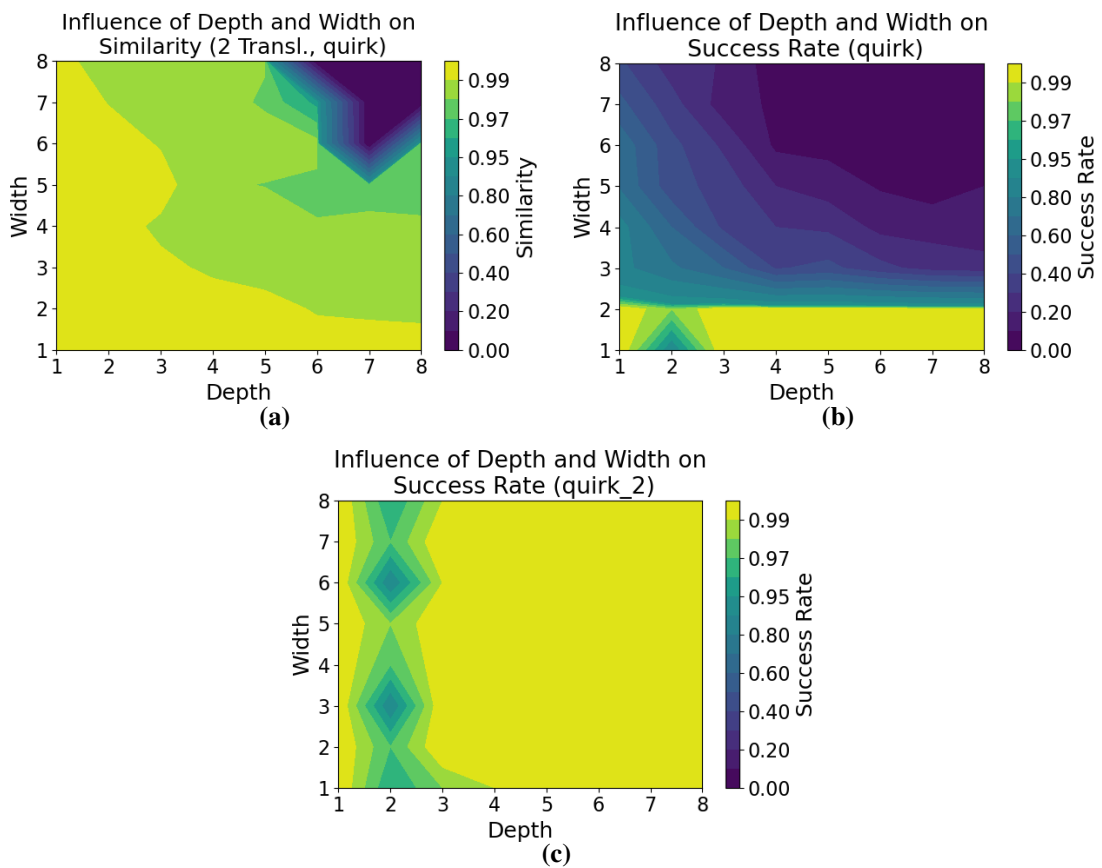 Influence of Depth and Width on
Similarity (2 Transl., quirk)
8
7
6
5
4
3
2
1
Width
1 2 3 4 5 6 7 8
Depth
0.99
0.97
0.95
0.80
0.60
0.40
0.20
0.00
Similarity
(a)
Influence of Depth and Width on
Success Rate (quirk)
8
7
6
5
4
3
2
1
Width
1 2 3 4 5 6 7 8
Depth
0.99
0.97
0.95
0.80
0.60
0.40
0.20
0.00
Success Rate
(b)
Influence of Depth and Width on
Success Rate (quirk_2)
8
7
6
5
4
3
2
1
Width
1 2 3 4 5 6 7 8
Depth
0.99
0.97
0.95
0.80
0.60
0.40
0.20
0.00
Success Rate
(c)